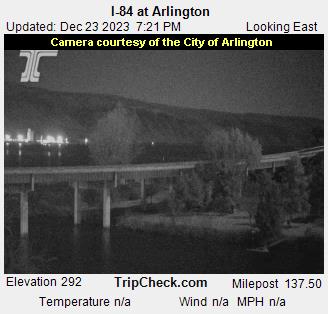 I-84 at Arlington
Updated: Dec 23 2023 7:21 PM Looking East
Camera courtesy of the City of Arlington
Elevation 292 TripCheck.com Milepost 137.50
Temperature n/a Wind n/a MPH n/a